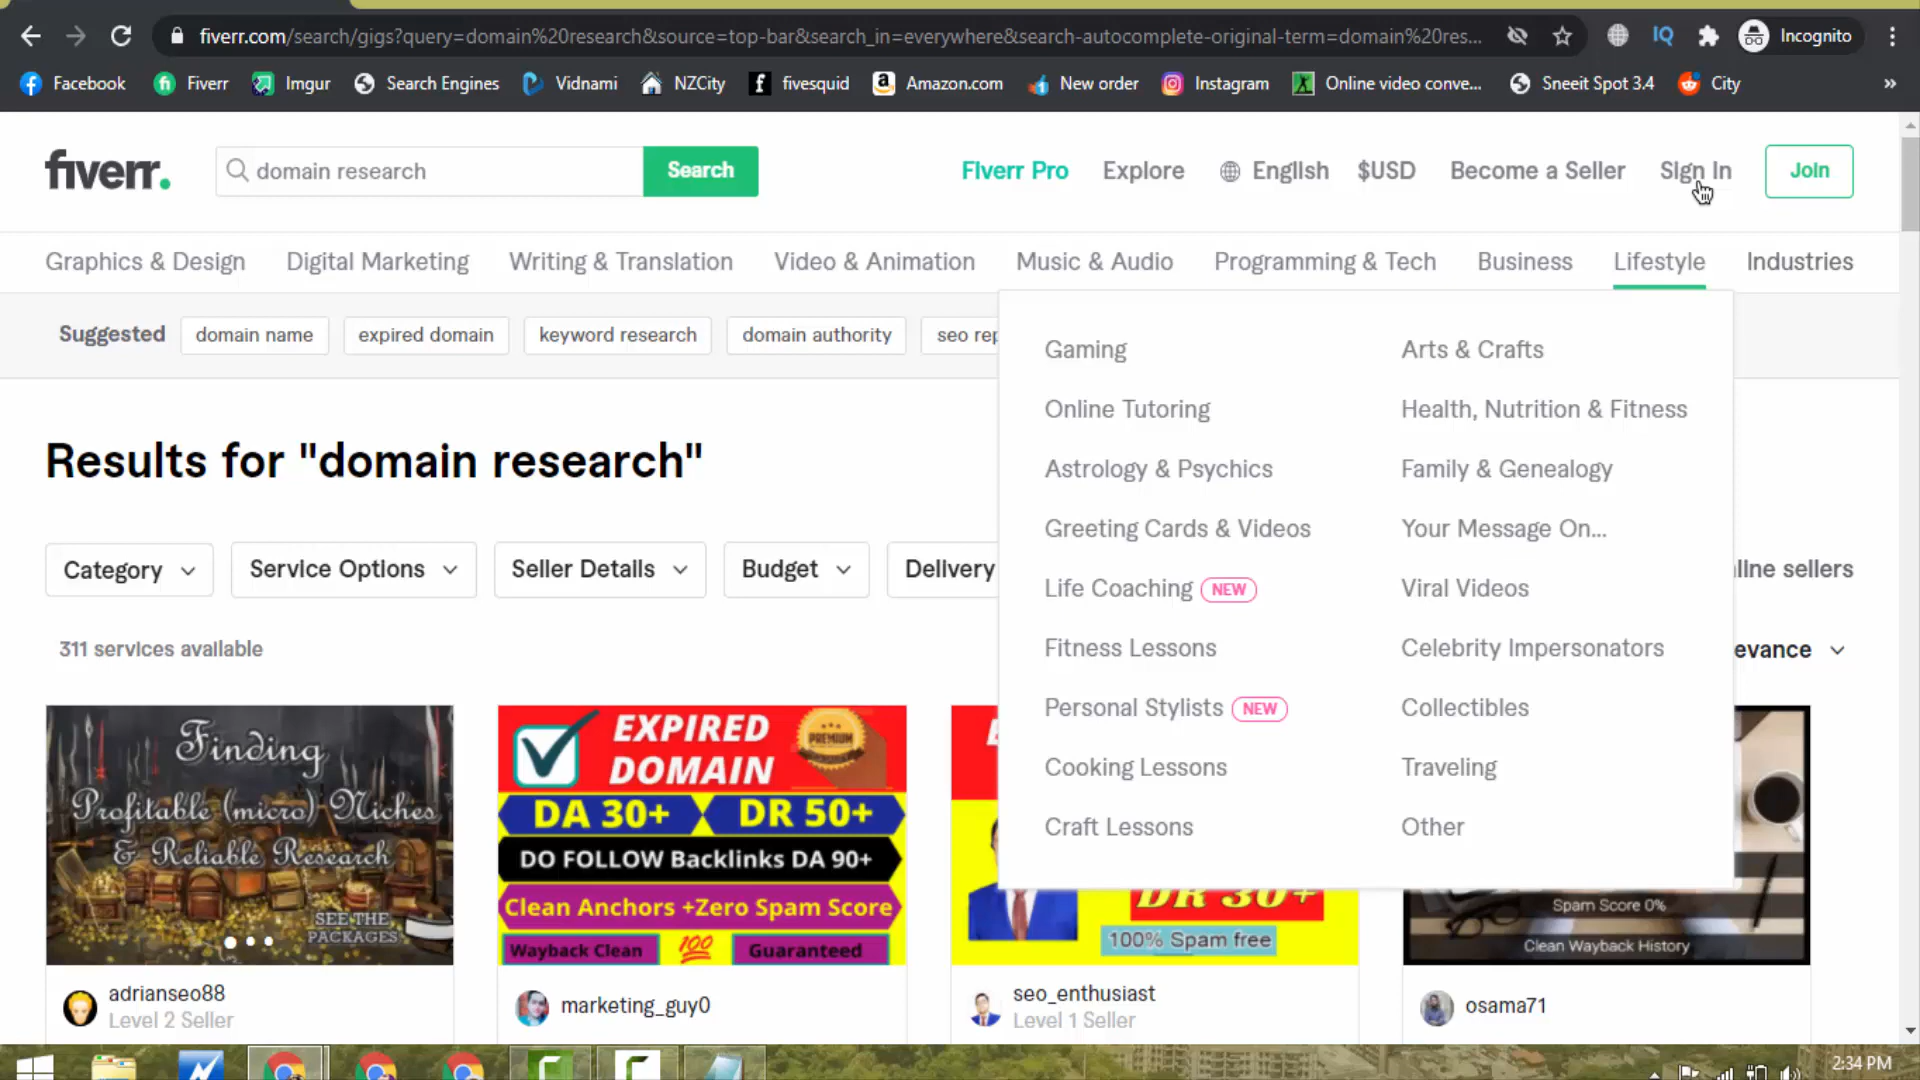 fiverr.com/search/gigs?query=domain%20research&source=top-bar&search_in=everywhere&search-autocomplete-original-term=domain%20res...
Incognito
Facebook Fiverr Imgur Search Engines Vidnami NZCity fivesquid Amazon.com New order Instagram Online video conve... Sneeit Spot 3.4 City »
fiverr. domain research Search Fiverr Pro Explore English $USD Become a Seller Sign In Join
Graphics & Design Digital Marketing Writing & Translation Video & Animation Music & Audio Programming & Tech Business Lifestyle Industries
Suggested domain name expired domain keyword research domain authority seo rep
Gaming Arts & Crafts
Online Tutoring Health, Nutrition & Fitness
Astrology & Psychics Family & Genealogy
Greeting Cards & Videos Your Message On...
Life Coaching NEW Viral Videos
Fitness Lessons Celebrity Impersonators
Personal Stylists NEW Collectibles
Cooking Lessons Traveling
Craft Lessons Other
Results for "domain research"
Category Service Options Seller Details Budget Delivery line sellers
311 services available evance
Finding
Profitable (micro) Niches
& Reliable Research
SEE THE
PACKAGES
adrianseo88
Level 2 Seller
EXPIRED
DOMAIN
PREMIUM
DA 30+ DR 50+
DO FOLLOW Backlinks DA 90+
Clean Anchors +Zero Spam Score
Wayback Clean 100 Guaranteed
marketing_guy0
DR 30+
100% Spam free
seo_enthusiast
Level 1 Seller
Spam Score 0%
Clean Wayback History
osama71
2:34 PM